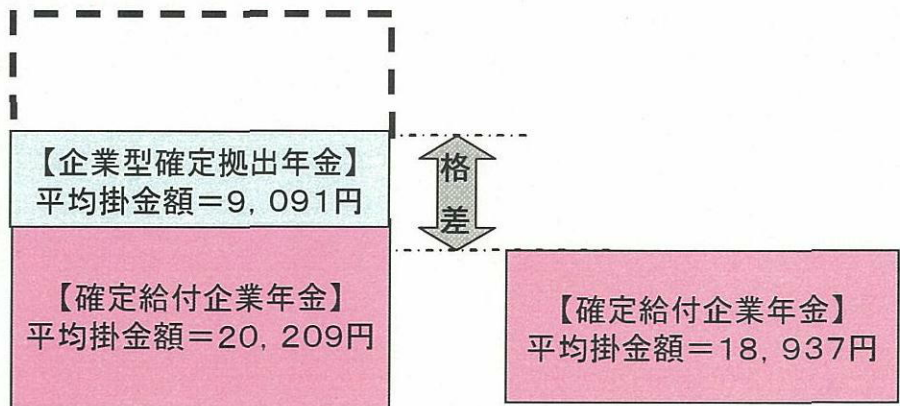 【企業型確定拠出年金】
平均掛金額＝9，091円
格
差
【確定給付企業年金】
平均掛金額＝20，209円
【確定給付企業年金】
平均掛金額＝18，937円